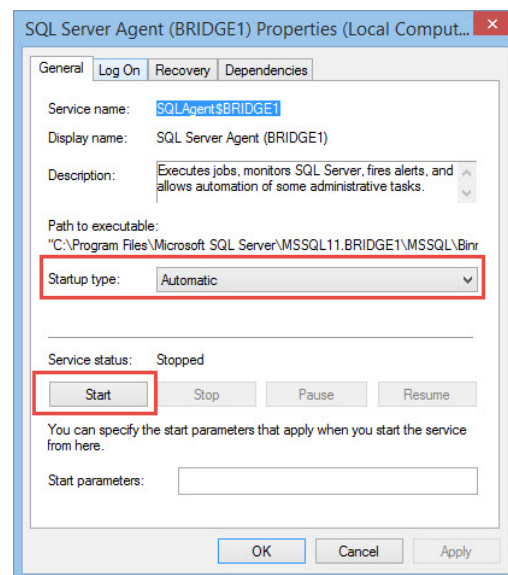 SQL Server Agent (BRIDGE1) Properties (Local Comput...
General Log On Recovery Dependencies
Service name: SQLAgent$BRIDGE1
Display name: SQL Server Agent (BRIDGE1)
Description: Executes jobs, monitors SQL Server, fires alerts, and
allows automation of some administrative tasks.
Path to executable:
"C:\Program Files\Microsoft SQL Server\MSSQL11.BRIDGE1\MSSQL\Binr
Startup type: Automatic
Service status: Stopped
Start Stop Pause Resume
You can specify the start parameters that apply when you start the service
from here.
Start parameters:
OK Cancel Apply